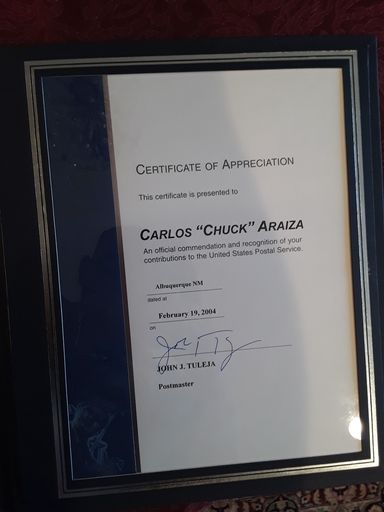 CERTIFICATE OF APPRECIATION
This certificate is presented to
CARLOS "CHUCK" ARAIZA
An official commendation and recognition of your
contributions to the United States Postal Service.
Albuquerque NM
dated at
February 19, 2004
on
JOHN J. TULEJA
Postmaster